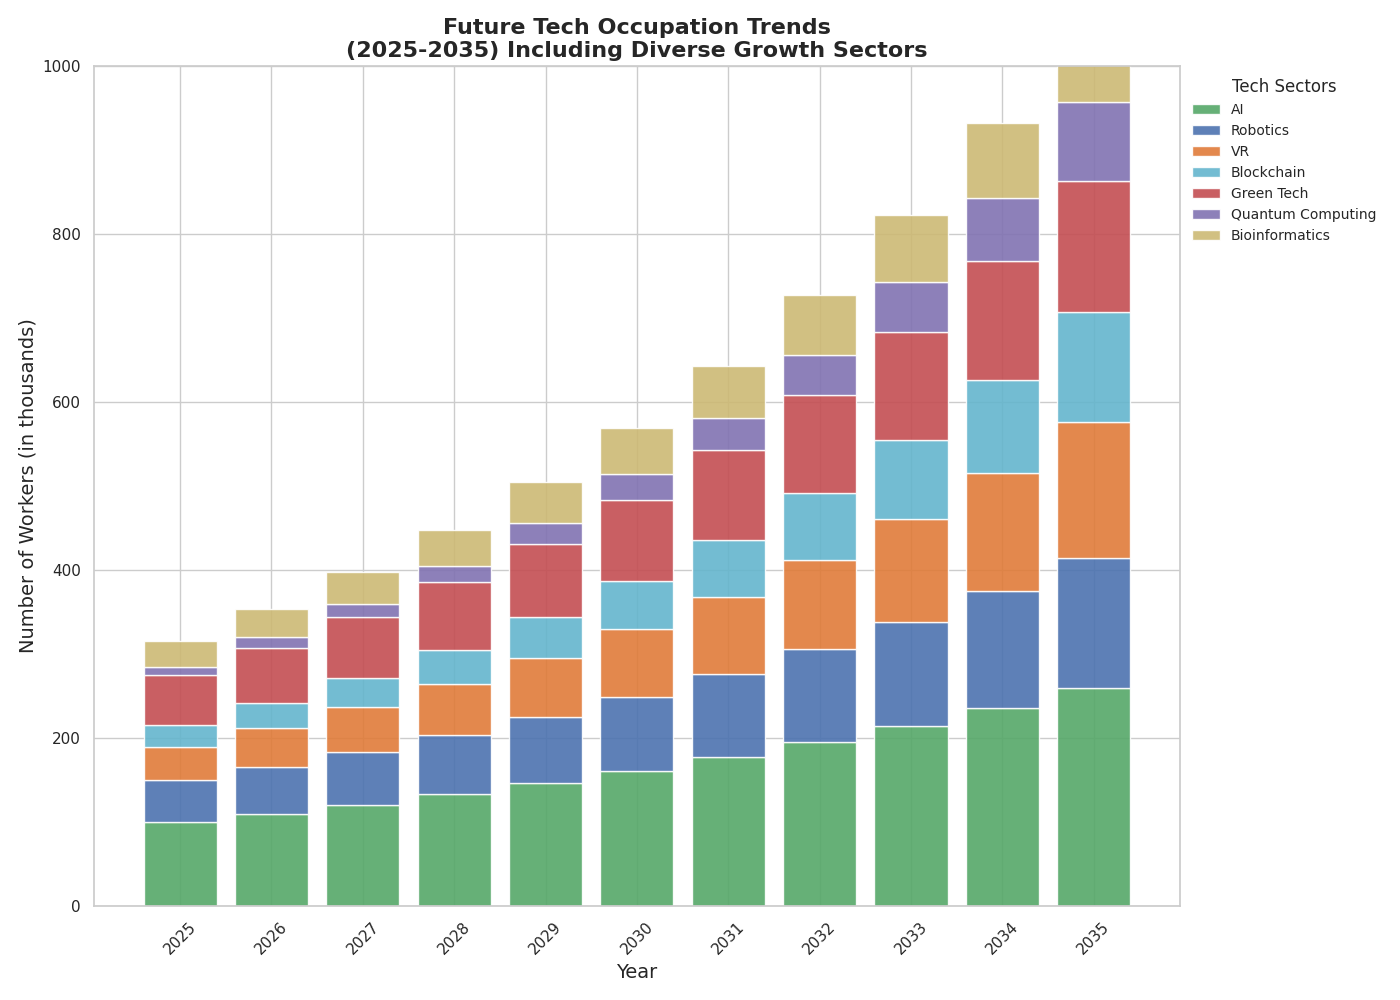 Future Tech Occupation Trends
(2025-2035) Including Diverse Growth Sectors
Number of Workers (in thousands)
1000
800
600
400
200
0
2025
2026
2027
2028
2029
2030
2031
2032
2033
2034
2035
Year
Tech Sectors
AI
Robotics
VR
Blockchain
Green Tech
Quantum Computing
Bioinformatics